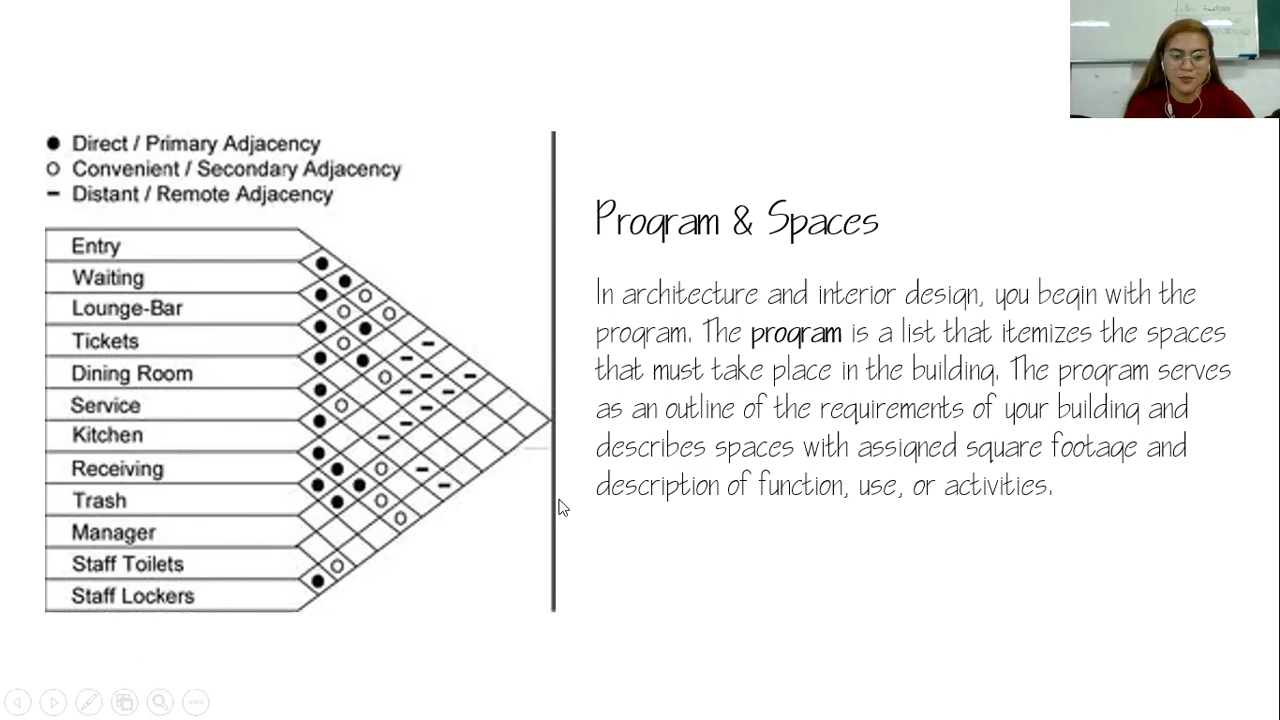 ● Direct / Primary Adjacency
○ Convenient / Secondary Adjacency
– Distant / Remote Adjacency
Entry
Waiting
Lounge-Bar
Tickets
Dining Room
Service
Kitchen
Receiving
Trash
Manager
Staff Toilets
Staff Lockers
Program & Spaces
In architecture and interior design, you begin with the
program. The program is a list that itemizes the spaces
that must take place in the building. The program serves
as an outline of the requirements of your building and
describes spaces with assigned square footage and
description of function, use, or activities.